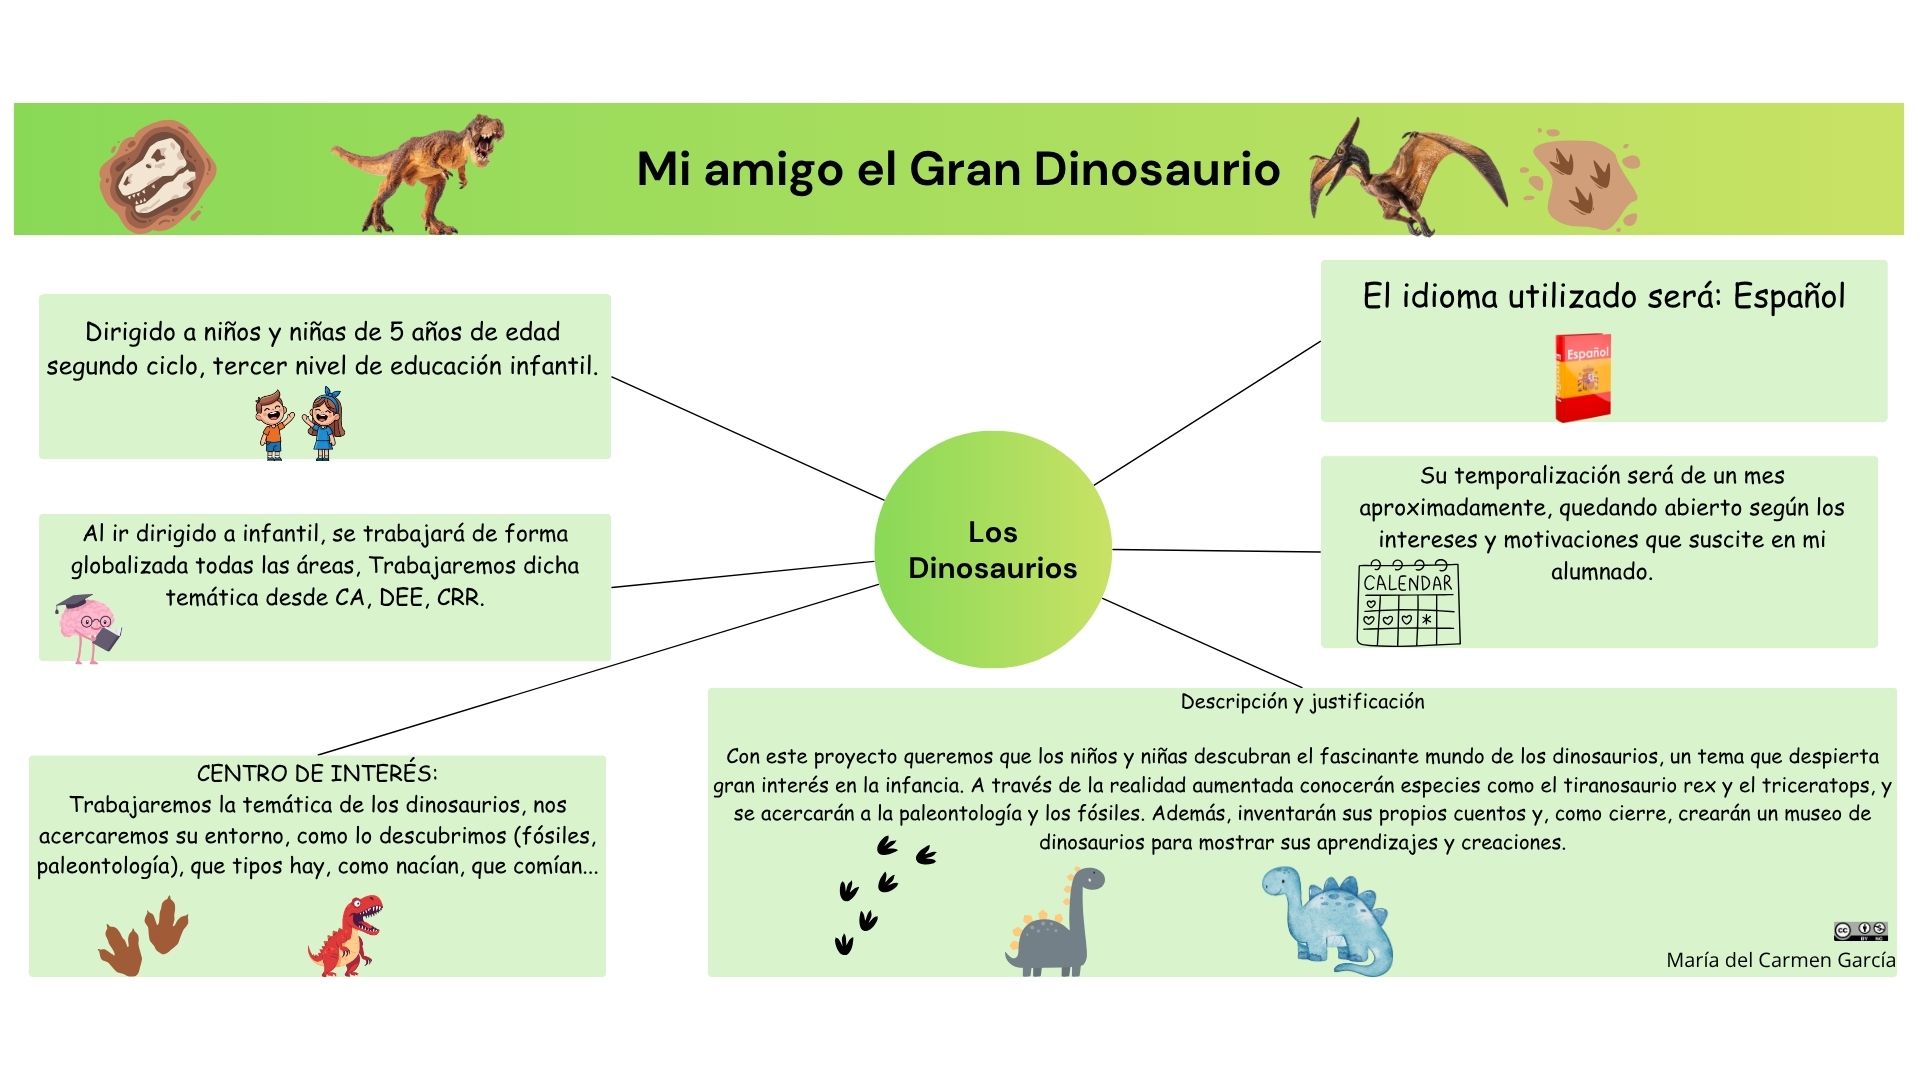 Mi amigo el Gran Dinosaurio
Dirigido a niños y niñas de 5 años de edad
segundo ciclo, tercer nivel de educación infantil.
El idioma utilizado será: Español
Español
Al ir dirigido a infantil, se trabajará de forma
globalizada todas las áreas, Trabajaremos dicha
temática desde CA, DEE, CRR.
Los
Dinosaurios
Su temporalización será de un mes
aproximadamente, quedando abierto según los
intereses y motivaciones que suscite en mi
alumnado.
CALENDAR
CENTRO DE INTERÉS:
Trabajaremos la temática de los dinosaurios, nos
acercaremos su entorno, como lo descubrimos (fósiles,
paleontología), que tipos hay, como nacían, que comían...
Descripción y justificación
Con este proyecto queremos que los niños y niñas descubran el fascinante mundo de los dinosaurios, un tema que despierta
gran interés en la infancia. A través de la realidad aumentada conocerán especies como el tiranosaurio rex y el triceratops, y
se acercarán a la paleontología y los fósiles. Además, inventarán sus propios cuentos y, como cierre, crearán un museo de
dinosaurios para mostrar sus aprendizajes y creaciones.
cc
BY NC
María del Carmen García